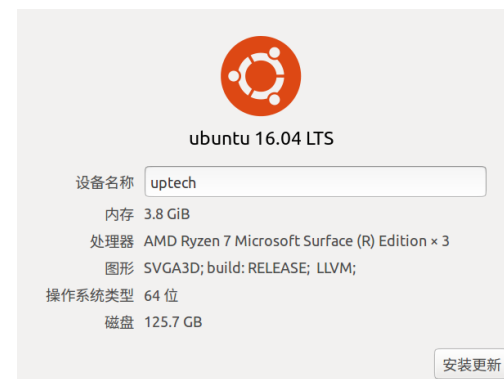 ubuntu 16.04 LTS
设备名称 uptech
内存 3.8 GiB
处理器 AMD Ryzen 7 Microsoft Surface (R) Edition × 3
图形 SVGA3D; build: RELEASE; LLVM;
操作系统类型 64 位
磁盘 125.7 GB
安装更新